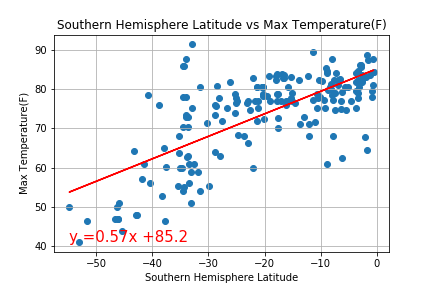 Southern Hemisphere Latitude vs Max Temperature(F)
Max Temperature(F)
90
80
70
60
50
40
y =0.57x +85.2
−50 −40 −30 −20 −10 0
Southern Hemisphere Latitude